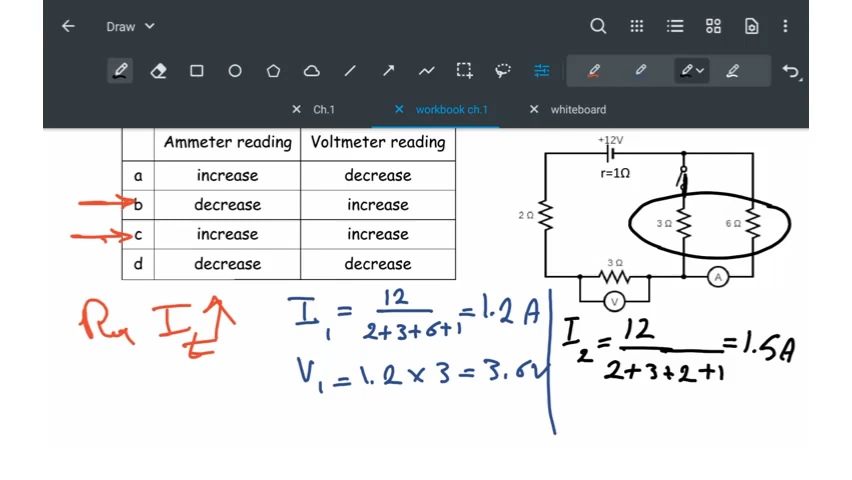 Draw
Ch.1
workbook ch.1
whiteboard
Ammeter reading Voltmeter reading
a increase decrease
b decrease increase
c increase increase
d decrease decrease
+12V
r=1Ω
2 Ω
3 Ω
6 Ω
3 Ω
A
V
I₁ = 12 / 2+3+6+1 = 1.2 A
V₁ = 1.2 × 3 = 3.6V
I₂ = 12 / 2+3+2+1 = 1.5A
I t